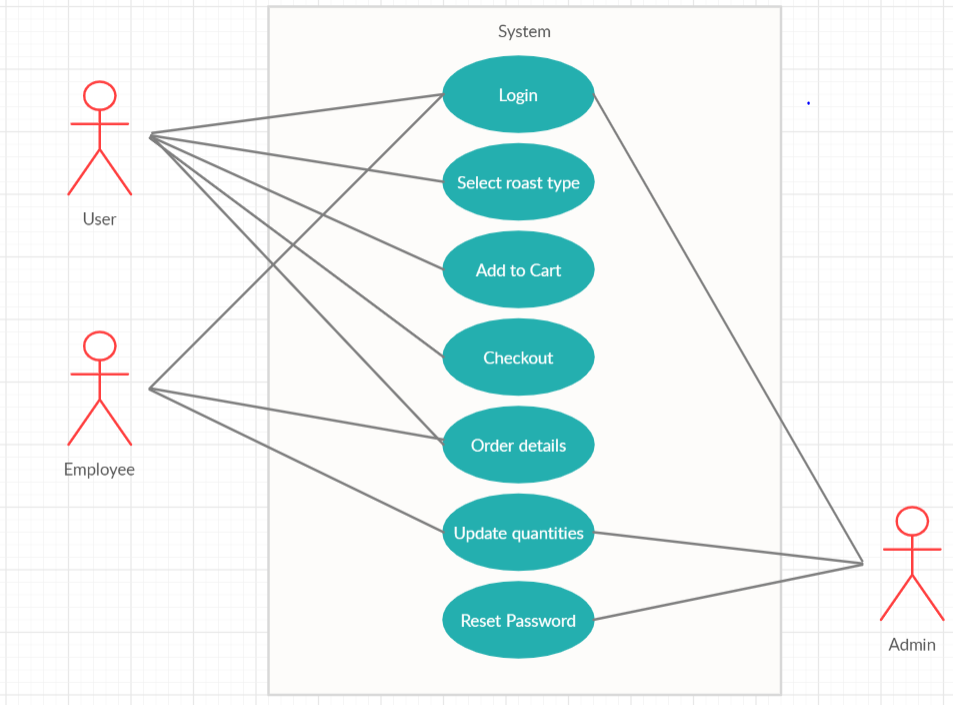 System
Login
Select roast type
User
Add to Cart
Checkout
Order details
Employee
Update quantities
Reset Password
Admin